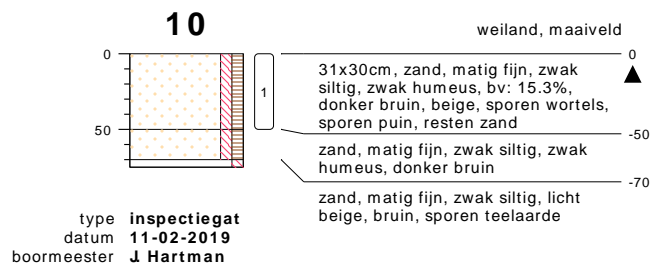 10
weiland, maaiveld
0
0
31x30cm, zand, matig fijn, zwak
siltig, zwak humeus, bv: 15.3%,
donker bruin, beige, sporen wortels,
sporen puin, resten zand
1
50
-50
zand, matig fijn, zwak siltig, zwak
humeus, donker bruin
-70
zand, matig fijn, zwak siltig, licht
beige, bruin, sporen teelaarde
type inspectiegat
datum 11-02-2019
boormeester J. Hartman